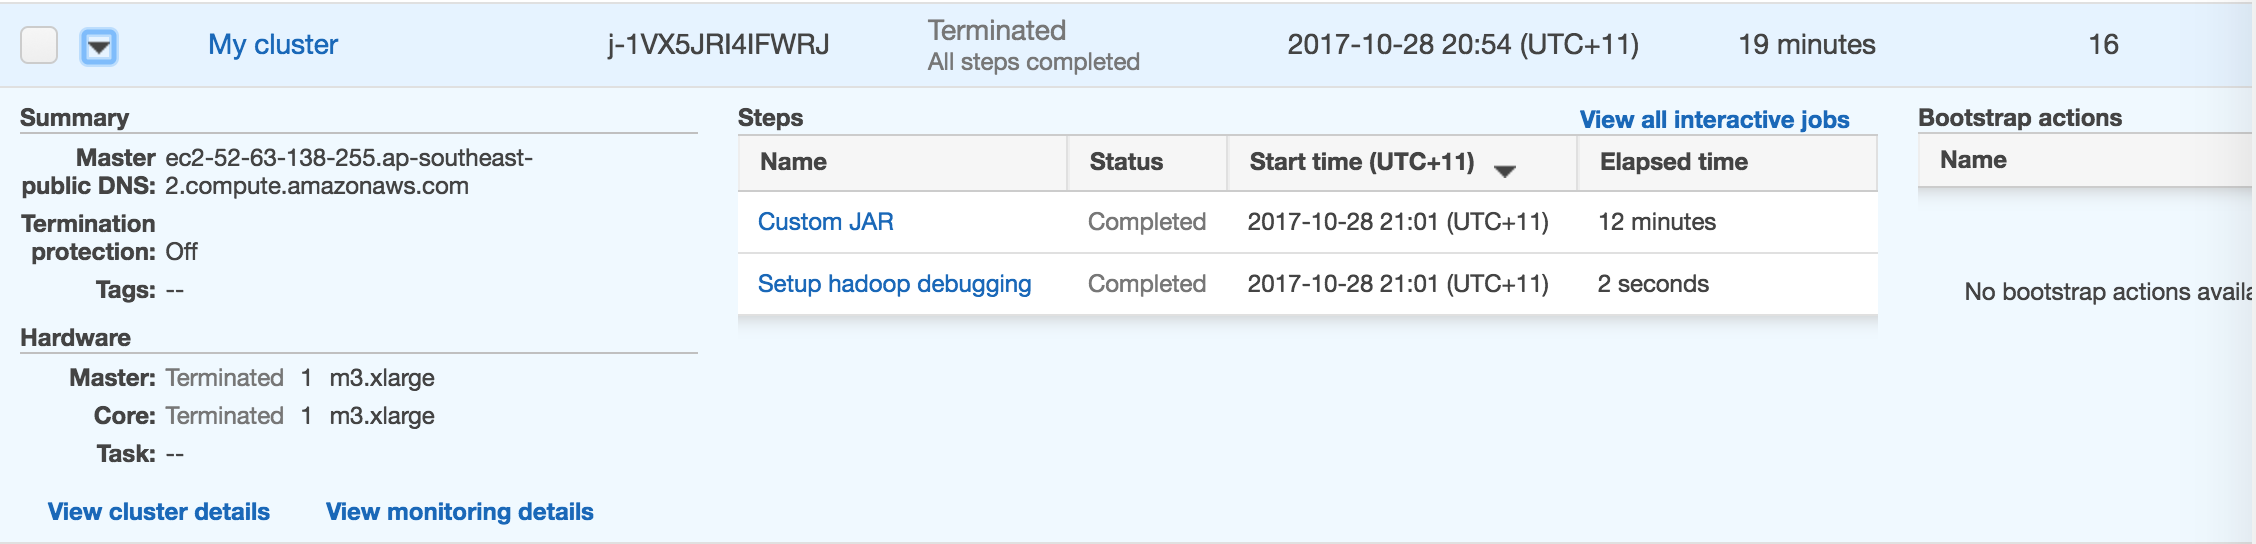 My cluster j-1VX5JRI4IFWRJ Terminated 2017-10-28 20:54 (UTC+11) 19 minutes 16
All steps completed
Summary
Master public DNS: ec2-52-63-138-255.ap-southeast-
2.compute.amazonaws.com
Termination
protection: Off
Tags: --
Hardware
Master: Terminated 1 m3.xlarge
Core: Terminated 1 m3.xlarge
Task: --
View cluster details View monitoring details
Steps View all interactive jobs
Name Status Start time (UTC+11) Elapsed time
Custom JAR Completed 2017-10-28 21:01 (UTC+11) 12 minutes
Setup hadoop debugging Completed 2017-10-28 21:01 (UTC+11) 2 seconds
Bootstrap actions
Name
No bootstrap actions availa